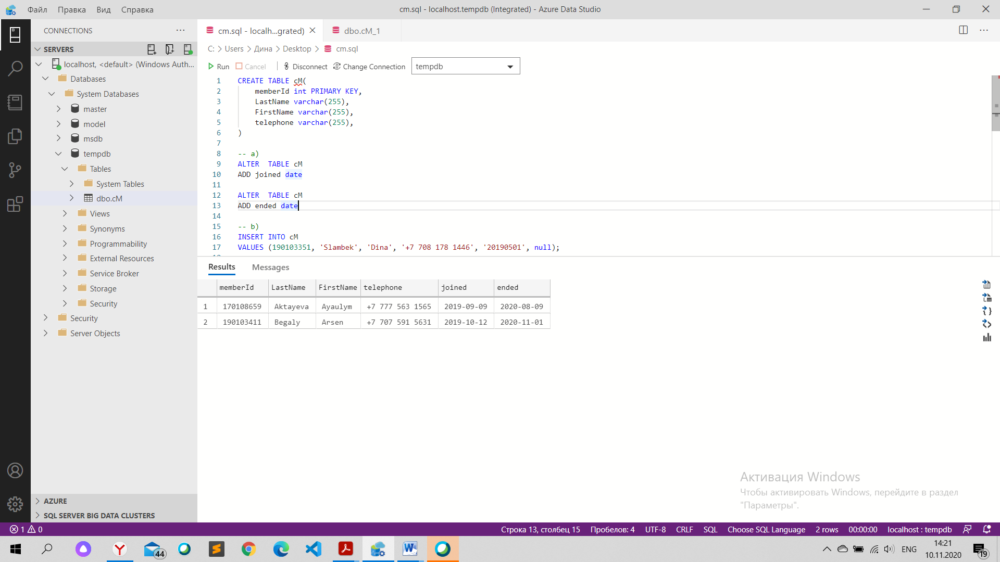 Файл Правка Вид Справка
cm.sql - localhost.tempdb (Integrated) - Azure Data Studio
CONNECTIONS
SERVERS
localhost, <default> (Windows Auth...
Databases
System Databases
master
model
msdb
tempdb
Tables
System Tables
dbo.cM
Views
Synonyms
Programmability
External Resources
Service Broker
Storage
Security
Security
Server Objects
AZURE
SQL SERVER BIG DATA CLUSTERS
cm.sql - localh...grated) dbo.cM_1
C: > Users > Дина > Desktop > cm.sql
Run Cancel Disconnect Change Connection tempdb
1 CREATE TABLE cM(
2 memberId int PRIMARY KEY,
3 LastName varchar(255),
4 FirstName varchar(255),
5 telephone varchar(255),
6 )
7
8 -- a)
9 ALTER  TABLE cM
10 ADD joined date
11
12 ALTER  TABLE cM
13 ADD ended date
14
15 -- b)
16 INSERT INTO cM
17 VALUES (190103351, 'Slambek', 'Dina', '+7 708 178 1446', '20190501', null);
Results Messages
memberId LastName FirstName telephone joined ended
1 170108659 Aktayeva Ayaulym +7 777 563 1565 2019-09-09 2020-08-09
2 190103411 Begaly Arsen +7 707 591 5631 2019-10-12 2020-11-01
Активация Windows
Чтобы активировать Windows, перейдите в раздел
"Параметры".
1 0 Строка 13, столбец 15 Пробелов: 4 UTF-8 CRLF SQL Choose SQL Language 2 rows 00:00:00 localhost : tempdb
44 ENG 14:21
10.11.2020 19